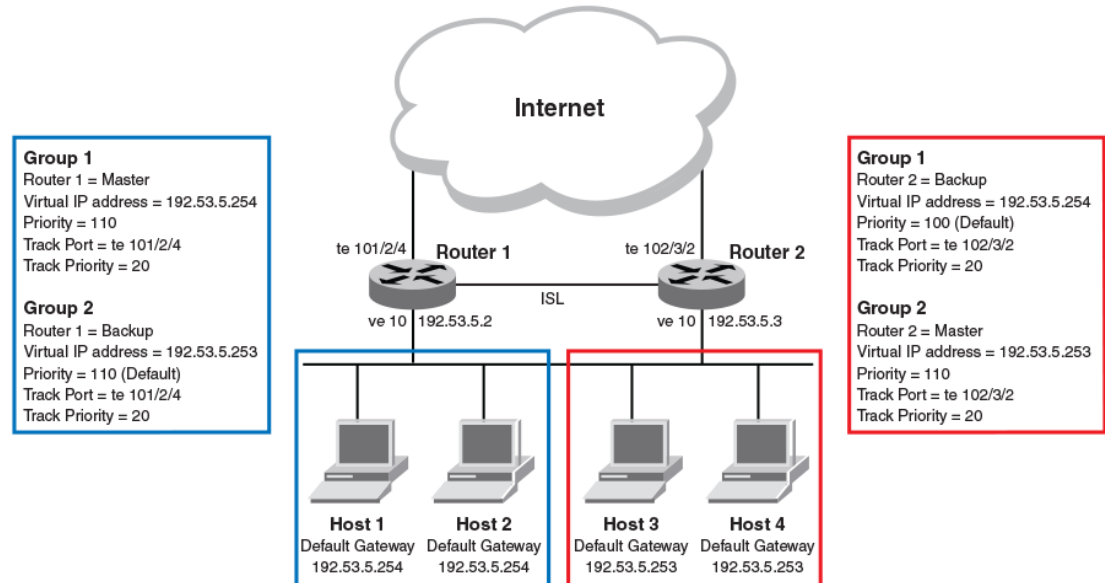 Internet
Group 1
Router 1 = Master
Virtual IP address = 192.53.5.254
Priority = 110
Track Port = te 101/2/4
Track Priority = 20
Group 2
Router 1 = Backup
Virtual IP address = 192.53.5.253
Priority = 110 (Default)
Track Port = te 101/2/4
Track Priority = 20
Group 1
Router 2 = Backup
Virtual IP address = 192.53.5.254
Priority = 100 (Default)
Track Port = te 102/3/2
Track Priority = 20
Group 2
Router 2 = Master
Virtual IP address = 192.53.5.253
Priority = 110
Track Port = te 102/3/2
Track Priority = 20
te 101/2/4
Router 1
te 102/3/2
Router 2
ISL
ve 10
192.53.5.2
ve 10
192.53.5.3
Host 1
Default Gateway
192.53.5.254
Host 2
Default Gateway
192.53.5.254
Host 3
Default Gateway
192.53.5.253
Host 4
Default Gateway
192.53.5.253